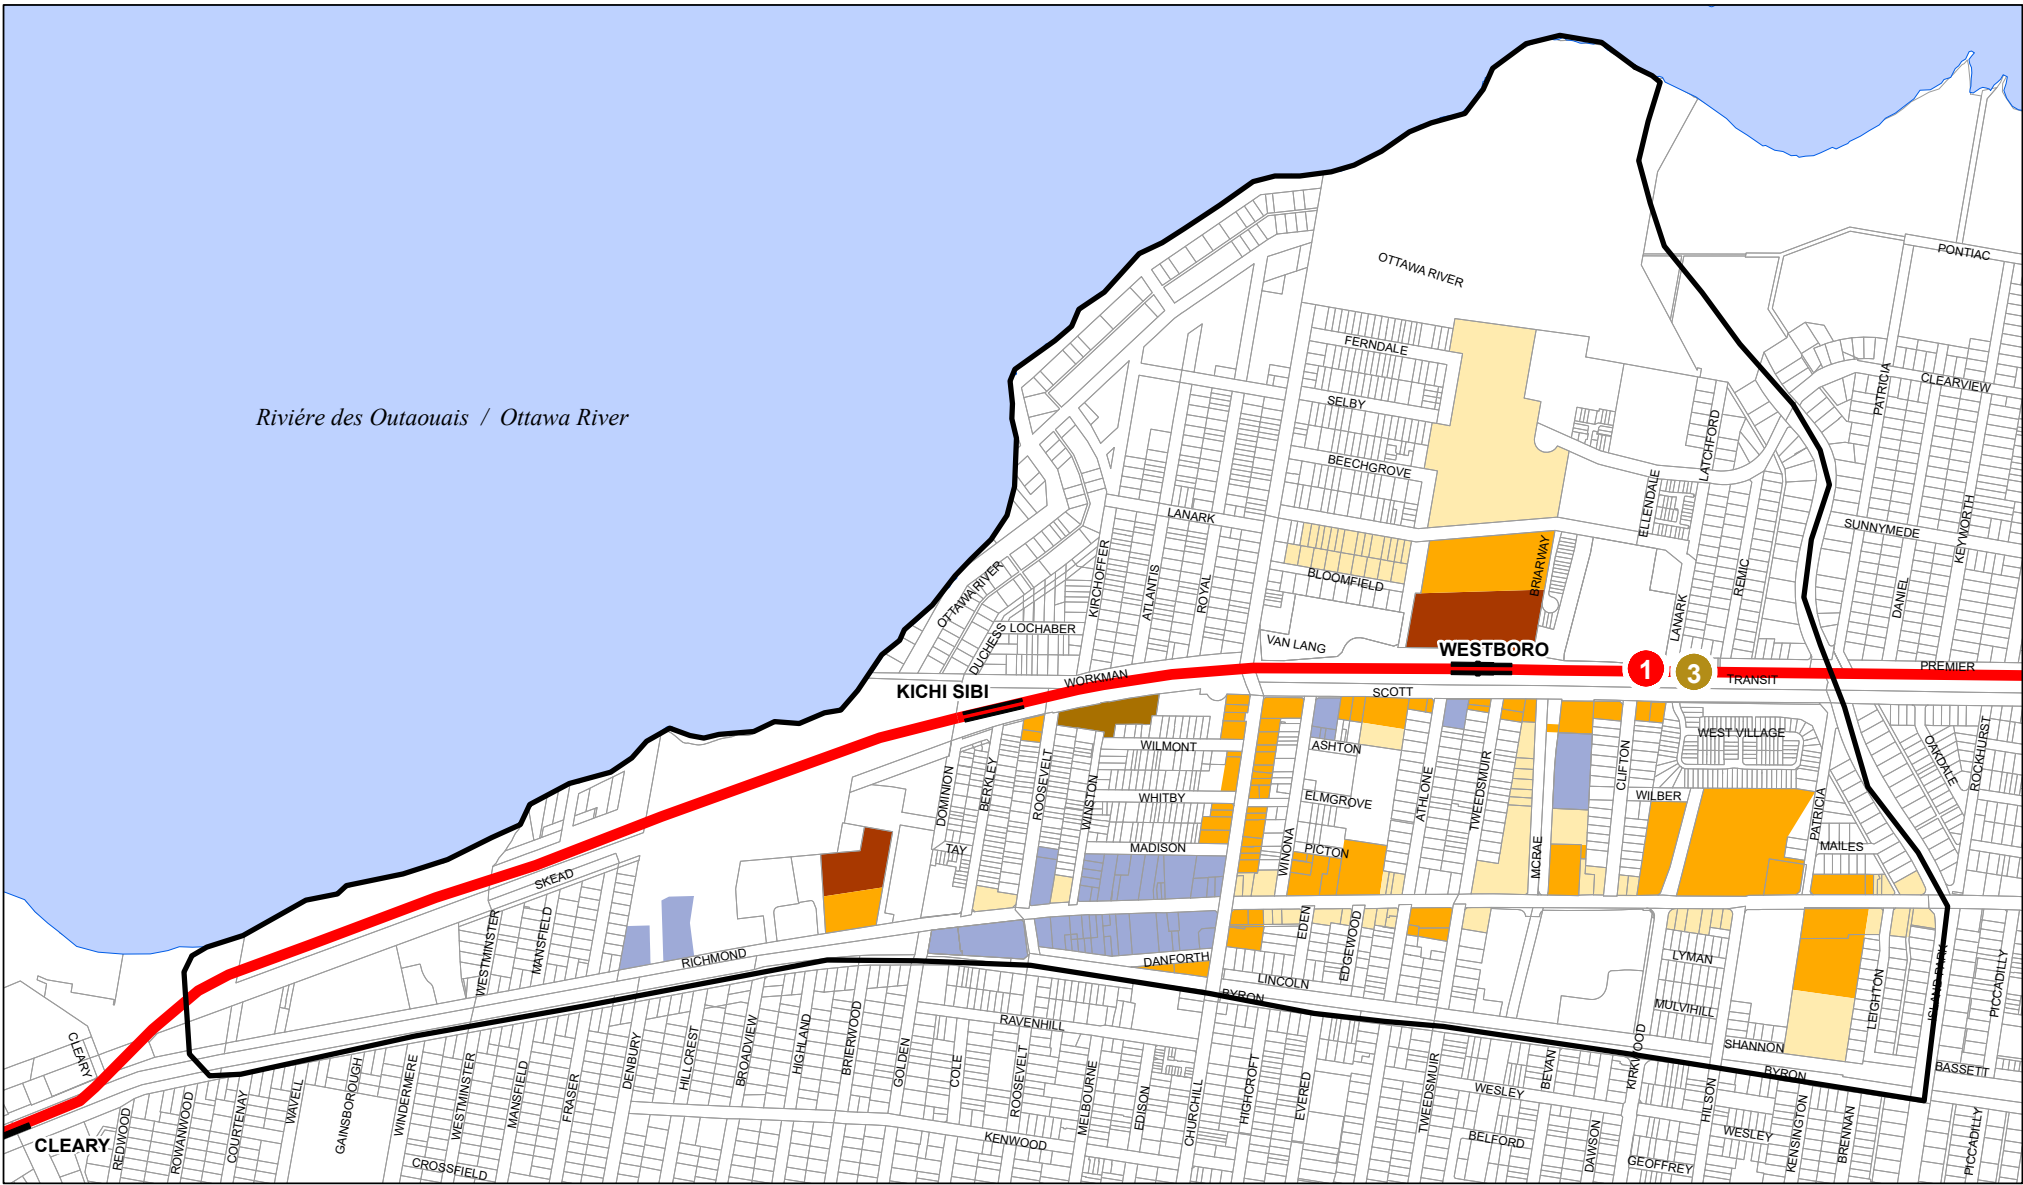 PONTIAC
OTTAWA RIVER
FERNDALE
CLEARVIEW
PATRICIA
SELBY
Riviére des Outaouais / Ottawa River
LATCHFORD
BEECHGROVE
ELLENDALE
LANARK
SUNNYMEDE
KEYWORTH
KIRCHOFFER
ATLANTIS
ROYAL
BLOOMFIELD
BRIARWAY
REMIC
DANIEL
OTTAWA RIVER
LOCHABER
DUCHESS
LANARK
VAN LANG
WESTBORO
1
3
PREMIER
TRANSIT
WORKMAN
KICHI SIBI
SCOTT
WEST VILLAGE
OAKDALE
ROCKHURST
WILMONT
ASHTON
CLIFTON
DOMINION
BERKLEY
ROOSEVELT
WINSTON
WHITBY
ELMGROVE
ATHLONE
TWEEDSMUIR
WILBER
PATRICIA
TAY
MADISON
WINONA
PICTON
MCRAE
MAILES
SKEAD
WESTMINSTER
MANSFIELD
RICHMOND
DANFORTH
EDEN
EDGEWOOD
LYMAN
LINCOLN
BYRON
MULVIHILL
LEIGHTON
ISLAND PARK
PICCADILLY
RAVENHILL
SHANNON
BYRON
BASSETT
CLEARY
CLEARY
REDWOOD
ROWANWOOD
COURTENAY
WAVELL
GAINSBOROUGH
WINDERMERE
WESTMINSTER
MANSFIELD
FRASER
DENBURY
HILLCREST
BROADVIEW
HIGHLAND
BRIERWOOD
GOLDEN
COLE
ROOSEVELT
MELBOURNE
EDISON
CHURCHILL
HIGHCROFT
EVERED
TWEEDSMUIR
WESLEY
BEVAN
KIRKWOOD
HILSON
WESLEY
KENSINGTON
BRENNAN
PICCADILLY
CROSSFIELD
KENWOOD
BELFORD
DAWSON
GEOFFREY